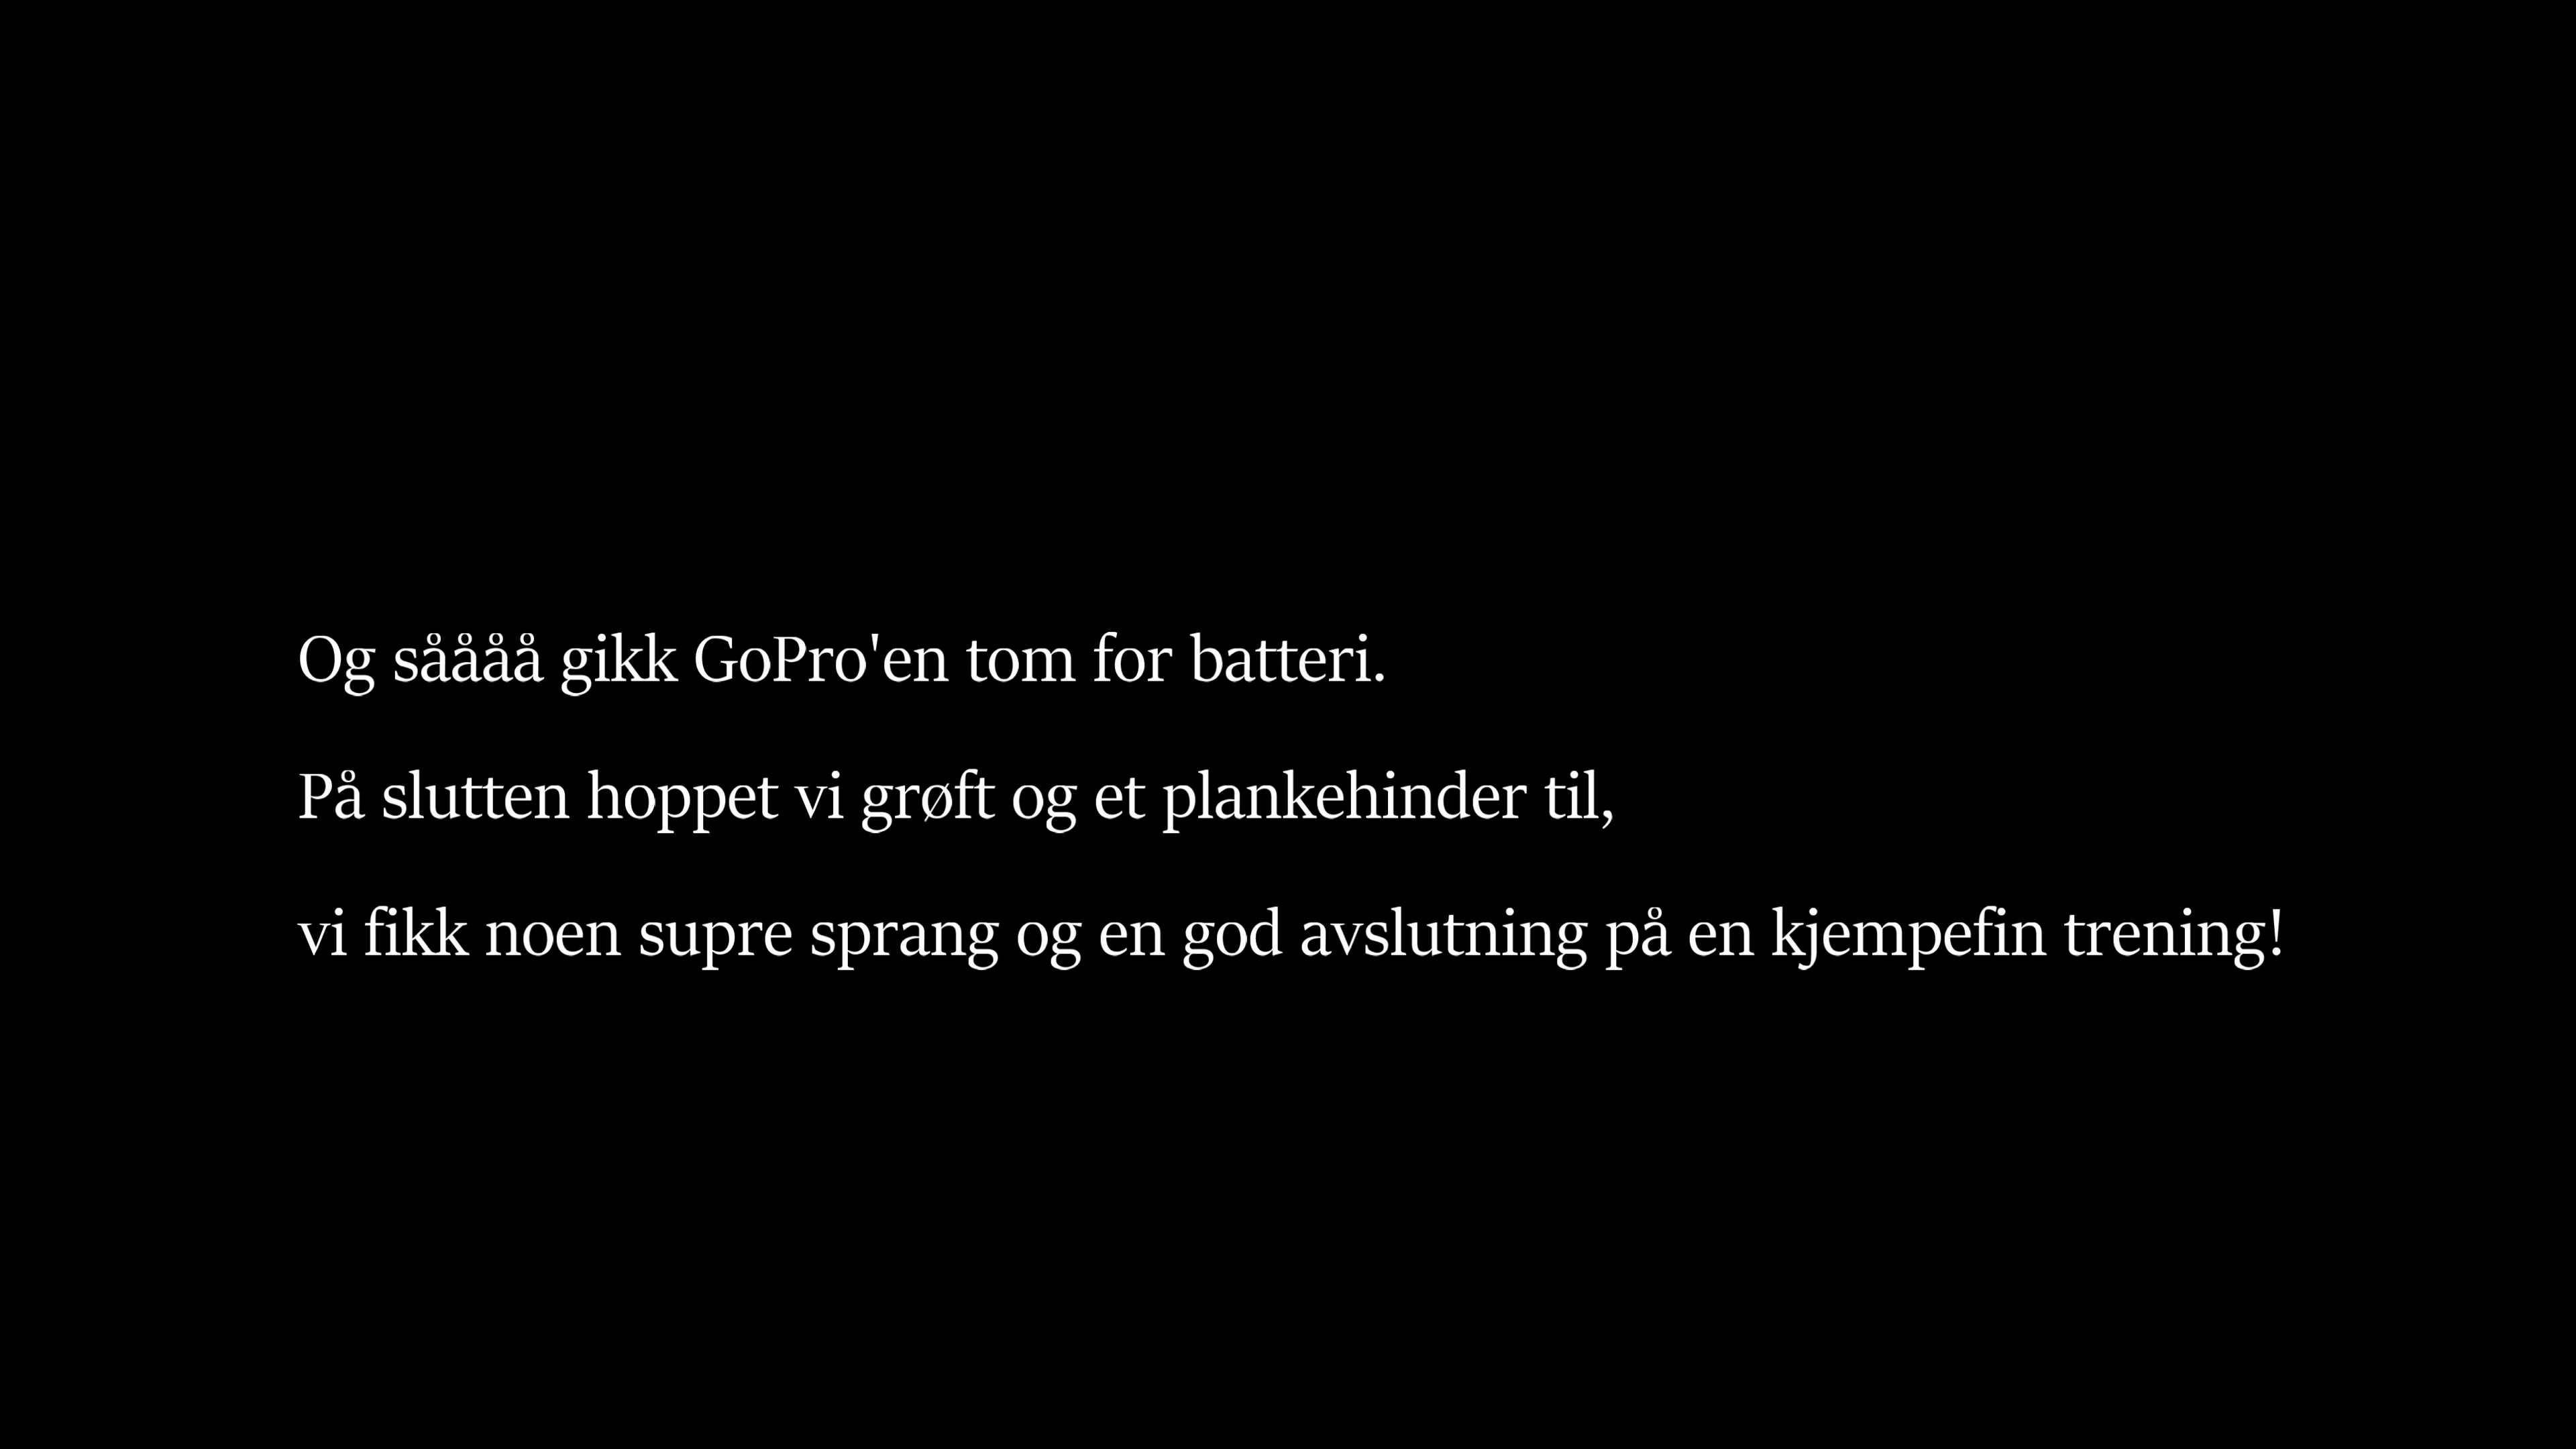 Og såååå gikk GoPro'en tom for batteri.
På slutten hoppet vi grøft og et plankehinder til,
vi fikk noen supre sprang og en god avslutning på en kjempefin trening!